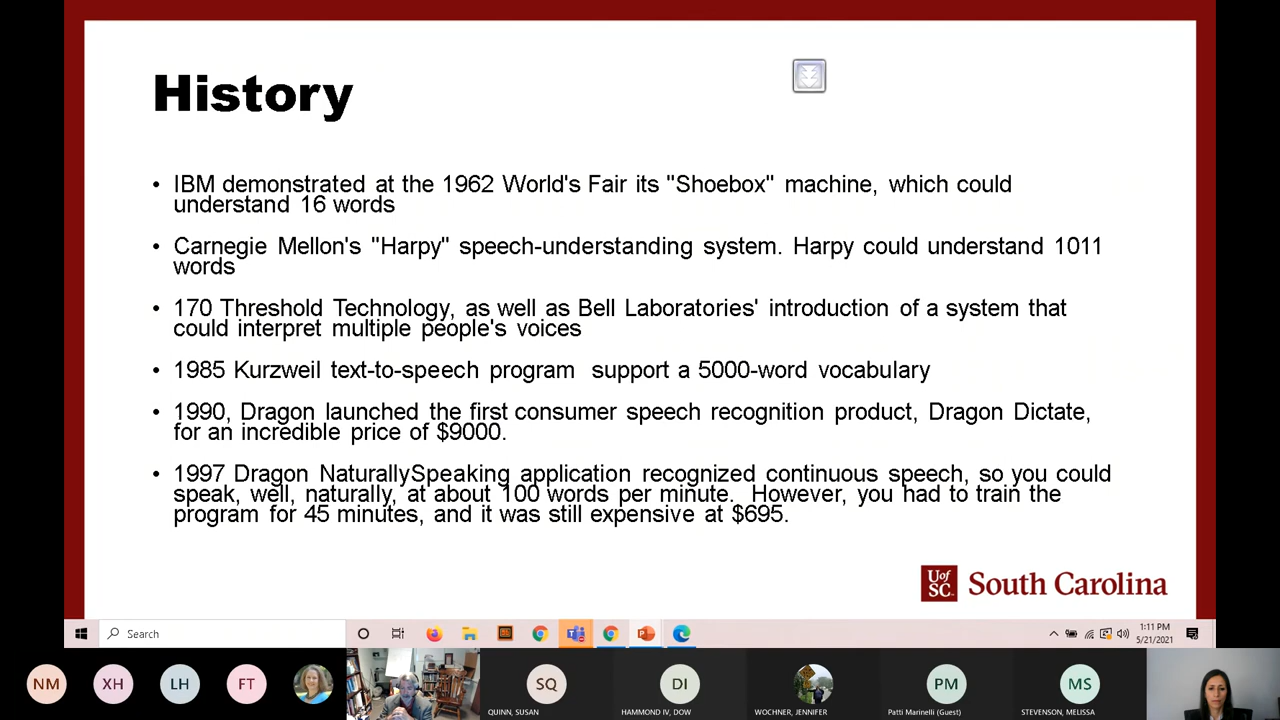 History
• IBM demonstrated at the 1962 World's Fair its "Shoebox" machine, which could
understand 16 words
• Carnegie Mellon's "Harpy" speech-understanding system. Harpy could understand 1011
words
• 170 Threshold Technology, as well as Bell Laboratories' introduction of a system that
could interpret multiple people's voices
• 1985 Kurzweil text-to-speech program  support a 5000-word vocabulary
• 1990, Dragon launched the first consumer speech recognition product, Dragon Dictate,
for an incredible price of $9000.
• 1997 Dragon NaturallySpeaking application recognized continuous speech, so you could
speak, well, naturally, at about 100 words per minute.  However, you had to train the
program for 45 minutes, and it was still expensive at $695.
UofSC South Carolina
Search
1:11 PM
5/21/2021
NM
XH
LH
FT
SQ
QUINN, SUSAN
DI
HAMMOND IV, DOW
WOCHNER, JENNIFER
PM
Patti Marinelli (Guest)
MS
STEVENSON, MELISSA